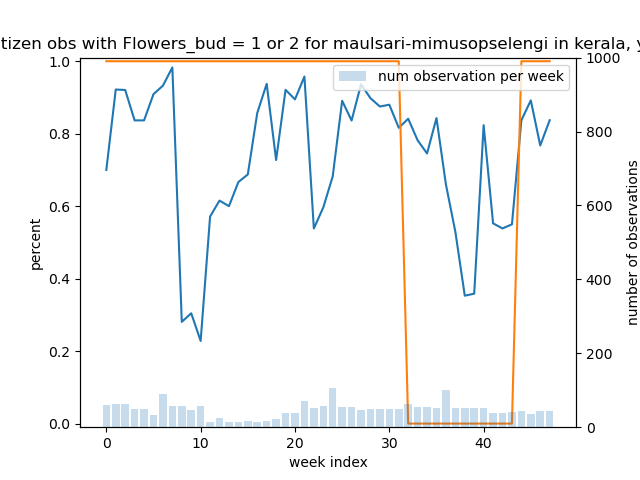 tizen obs with Flowers_bud = 1 or 2 for maulsari-mimusopselengi in kerala, y
num observation per week
percent
1.0
0.8
0.6
0.4
0.2
0.0
1000
800
600
400
200
0
number of observations
0 10 20 30 40
week index